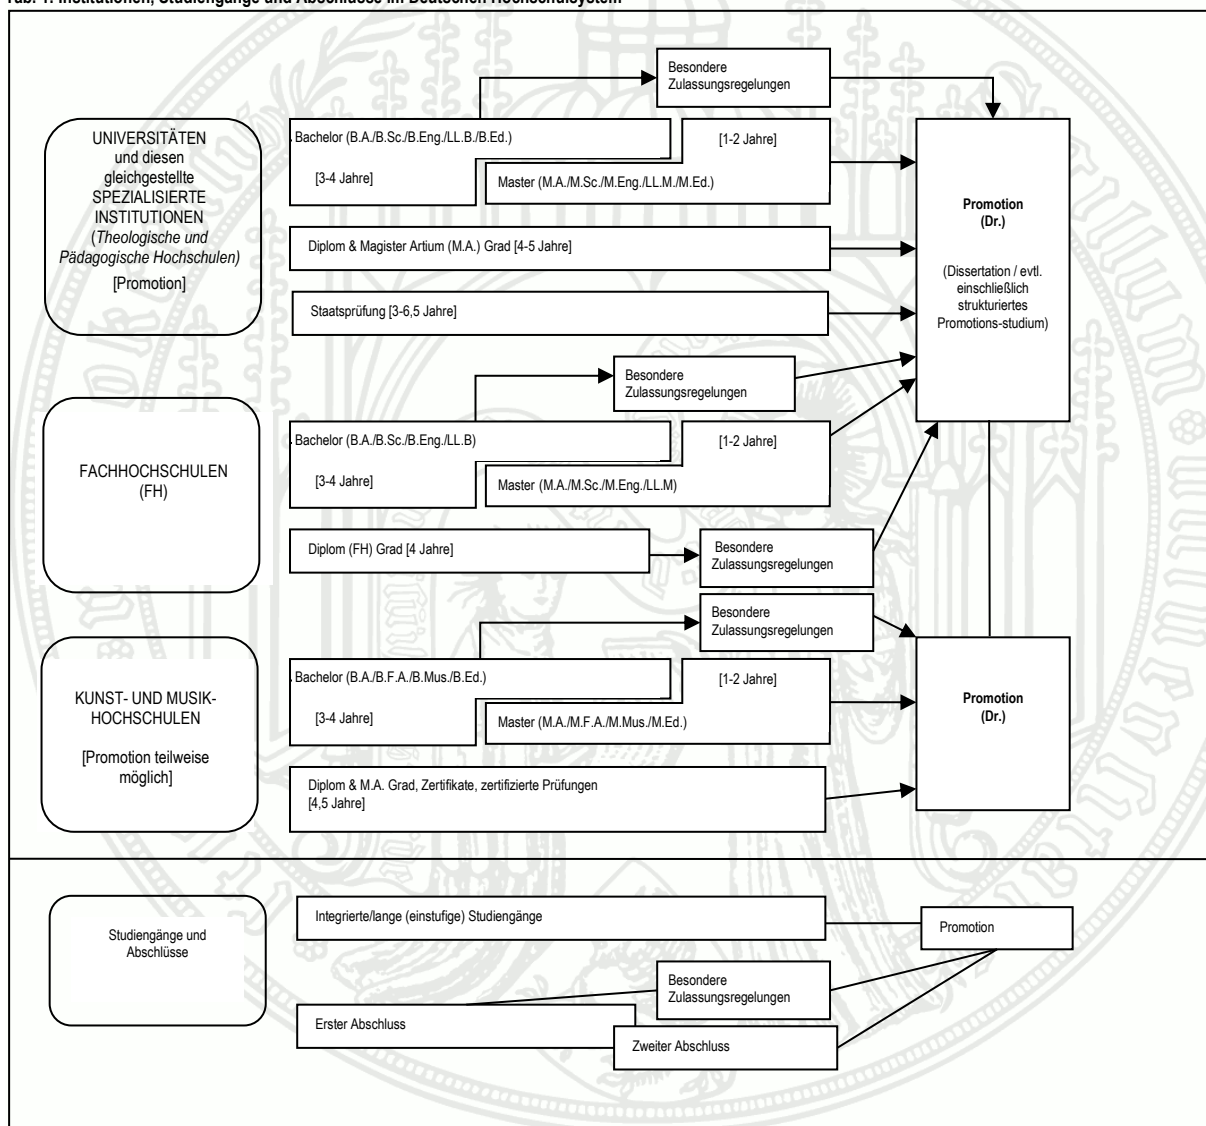 Tab. 1: Institutionen, Studiengänge und Abschlüsse im Deutschen Hochschulsystem
Besondere
Zulassungsregelungen
UNIVERSITÄTEN
und diesen
gleichgestellte
SPEZIALISIERTE
INSTITUTIONEN
(Theologische und
Pädagogische Hochschulen)
[Promotion]
Bachelor (B.A./B.Sc./B.Eng./LL.B./B.Ed.)
[3-4 Jahre]
[1-2 Jahre]
Master (M.A./M.Sc./M.Eng./LL.M./M.Ed.)
Diplom & Magister Artium (M.A.) Grad [4-5 Jahre]
Staatsprüfung [3-6,5 Jahre]
Promotion
(Dr.)
(Dissertation / evtl.
einschließlich
strukturiertes
Promotions-studium)
FACHHOCHSCHULEN
(FH)
Besondere
Zulassungsregelungen
Bachelor (B.A./B.Sc./B.Eng./LL.B)
[3-4 Jahre]
[1-2 Jahre]
Master (M.A./M.Sc./M.Eng./LL.M)
Diplom (FH) Grad [4 Jahre]
Besondere
Zulassungsregelungen
KUNST- UND MUSIK-
HOCHSCHULEN
[Promotion teilweise
möglich]
Besondere
Zulassungsregelungen
Bachelor (B.A./B.F.A./B.Mus./B.Ed.)
[3-4 Jahre]
[1-2 Jahre]
Master (M.A./M.F.A./M.Mus./M.Ed.)
Diplom & M.A. Grad, Zertifikate, zertifizierte Prüfungen
[4,5 Jahre]
Promotion
(Dr.)
Studiengänge und
Abschlüsse
Integrierte/lange (einstufige) Studiengänge
Promotion
Besondere
Zulassungsregelungen
Erster Abschluss
Zweiter Abschluss